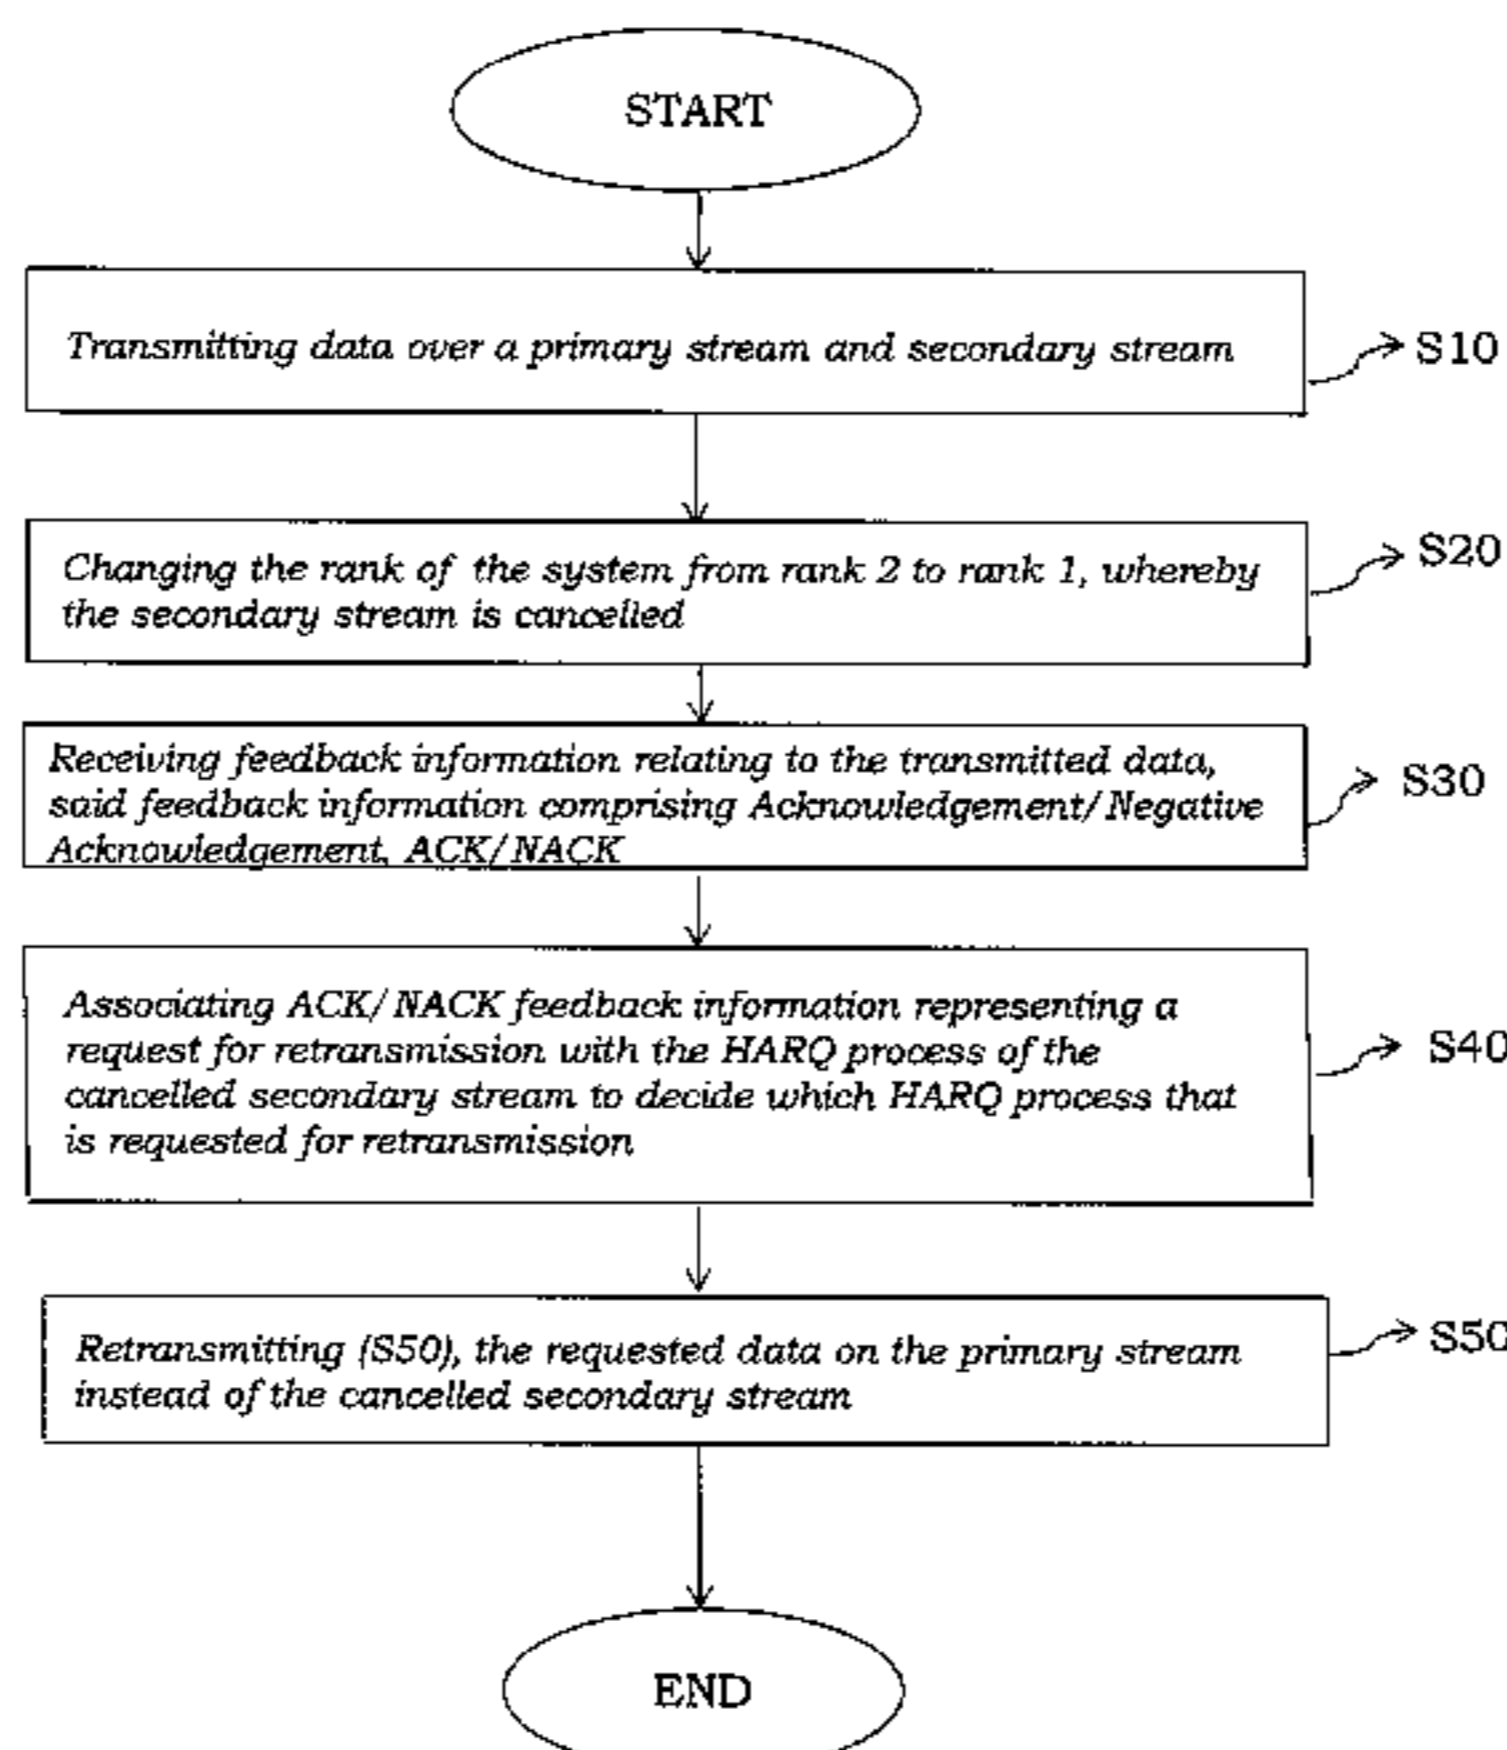 START
Transmitting data over a primary stream and secondary stream
S10
Changing the rank of the system from rank 2 to rank 1, whereby
the secondary stream is cancelled
S20
Receiving feedback information relating to the transmitted data,
said feedback information comprising Acknowledgement/Negative
Acknowledgement, ACK/NACK
S30
Associating ACK/NACK feedback information representing a
request for retransmission with the HARQ process of the
cancelled secondary stream to decide which HARQ process that
is requested for retransmission
S40
Retransmitting (S50), the requested data on the primary stream
instead of the cancelled secondary stream
S50
END